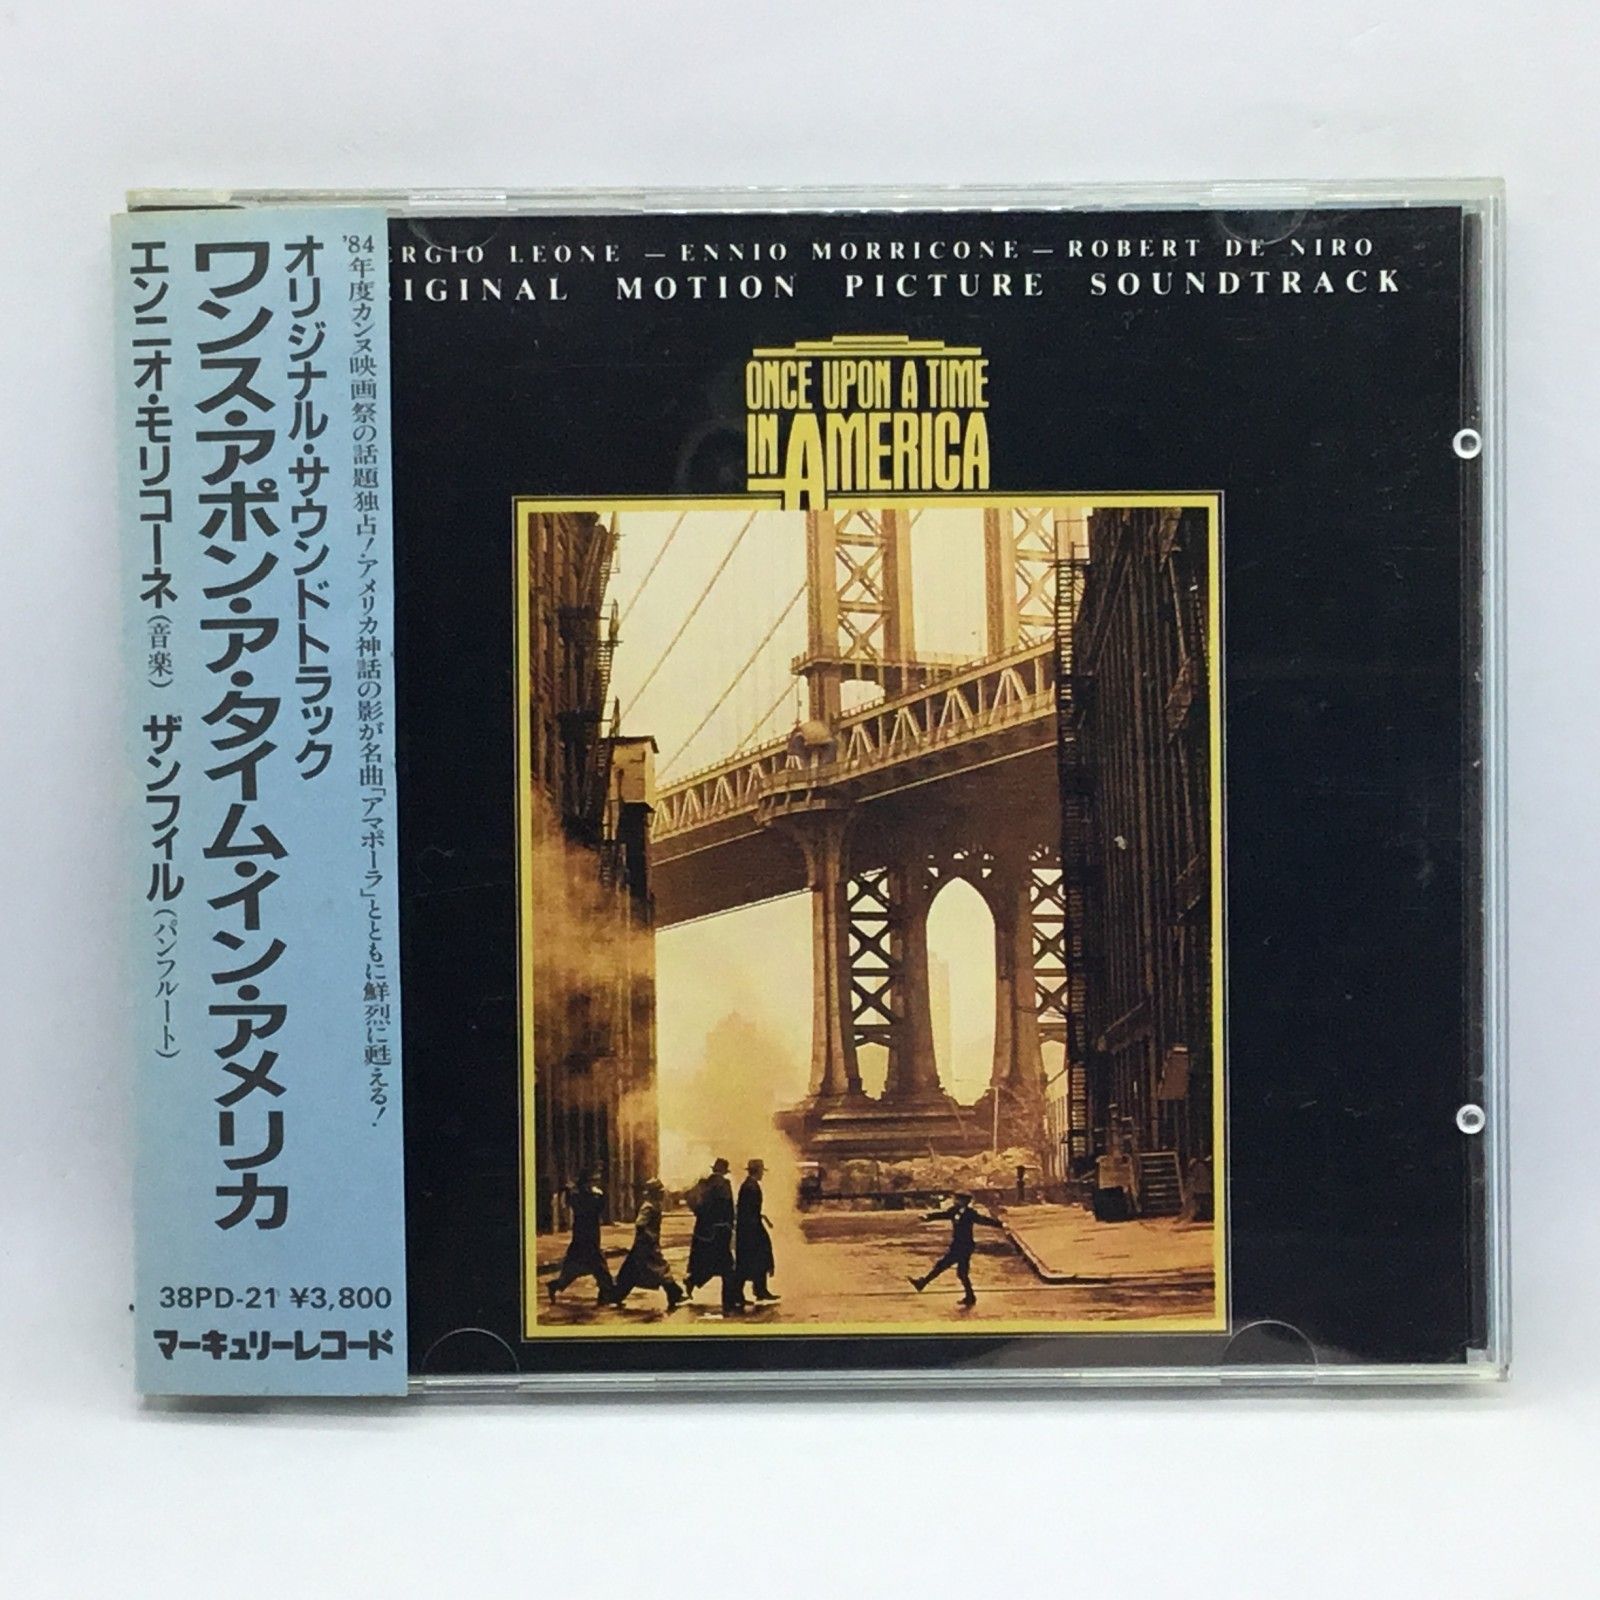 '84年度カンヌ映画祭の話題独占!アメリカ神話の影が名曲「アマポーラ」とともに鮮烈に甦える!
オリジナル・サウンドトラック
ワンス・アポン・ア・タイム・イン・アメリカ
エンニオ・モリコーネ(音楽) ザンフィル(パンフルート)
38PD-21 ¥3,800
マーキュリーレコード
ERGIO LEONE — ENNIO MORRICONE — ROBERT DE NIRO
IGINAL MOTION PICTURE SOUNDTRACK
ONCE UPON A TIME
IN AMERICA